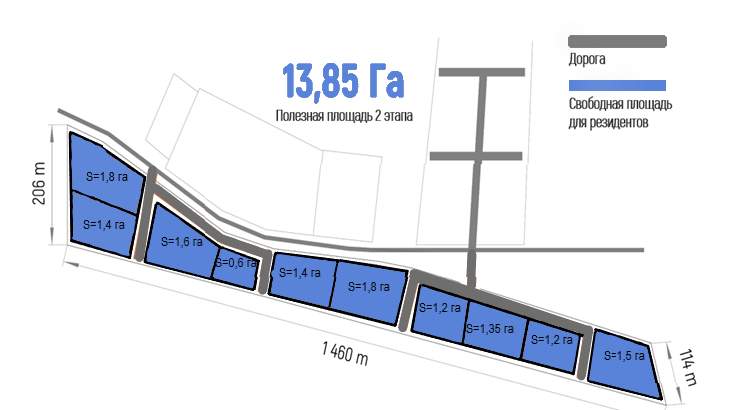 13,85 Га
Полезная площадь 2 этапа
Дорога
Свободная площадь
для резидентов
206 m
S=1,8 га
S=1,4 га
S=1,6 га
S=0,6 га
S=1,4 га
S=1,8 га
S=1,2 га
S=1,35 га
S=1,2 га
S=1,5 га
1 460 m
114 m